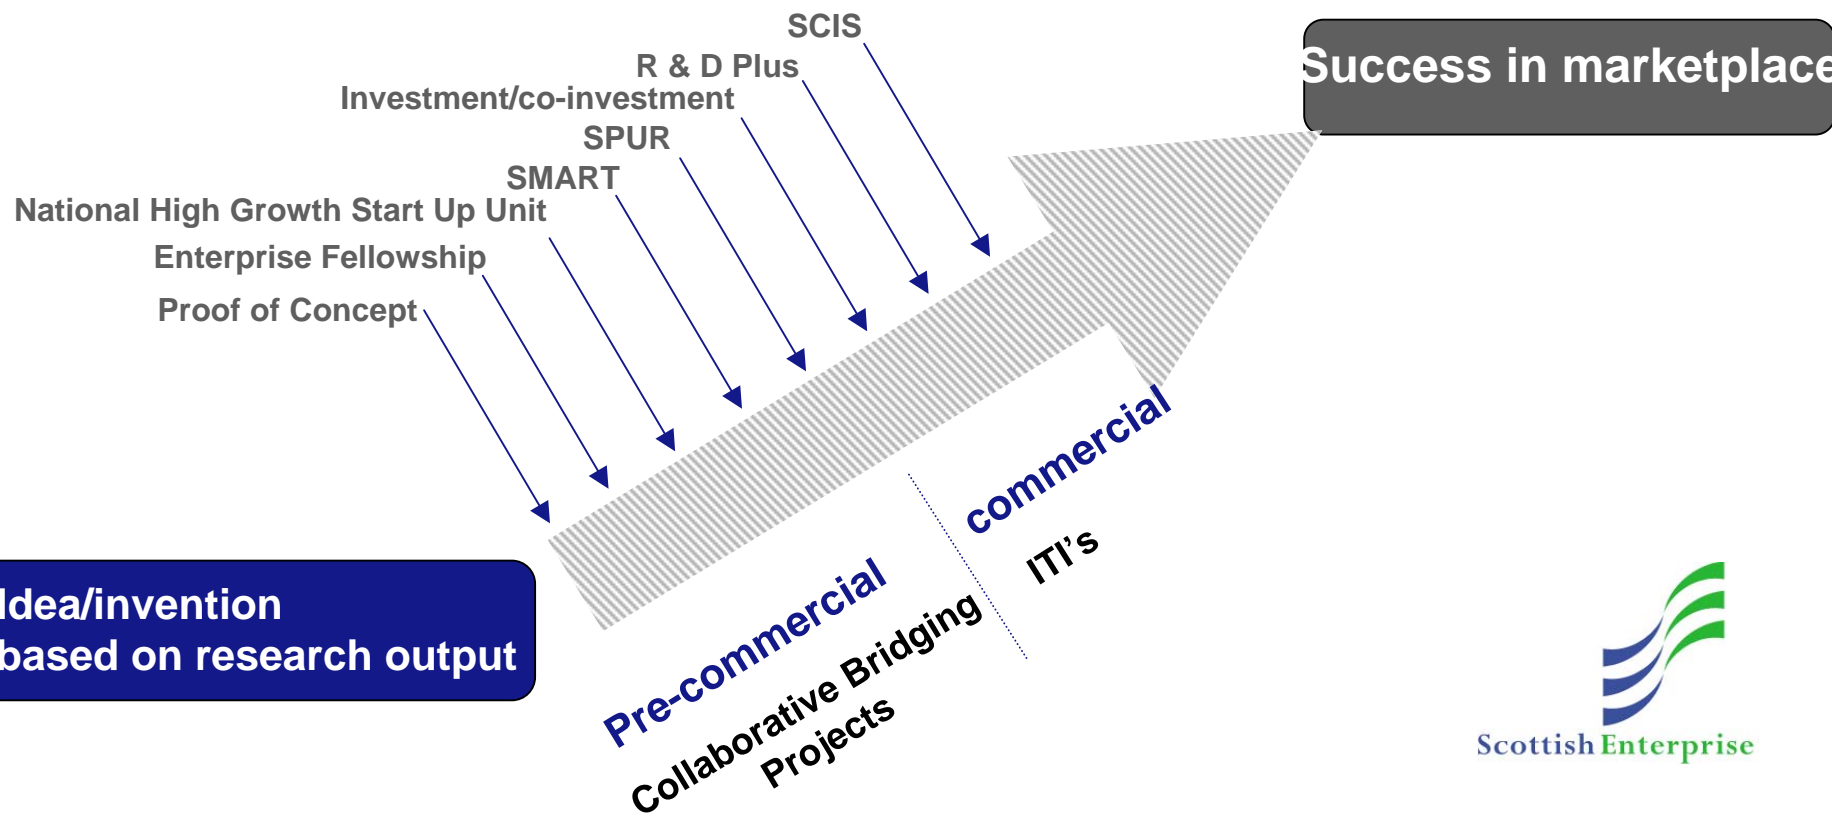 SCIS
R & D Plus
Investment/co-investment
SPUR
SMART
National High Growth Start Up Unit
Enterprise Fellowship
Proof of Concept
Success in marketplace
Idea/invention
based on research output
Pre-commercial
Collaborative Bridging
Projects
commercial
ITI's
Scottish Enterprise